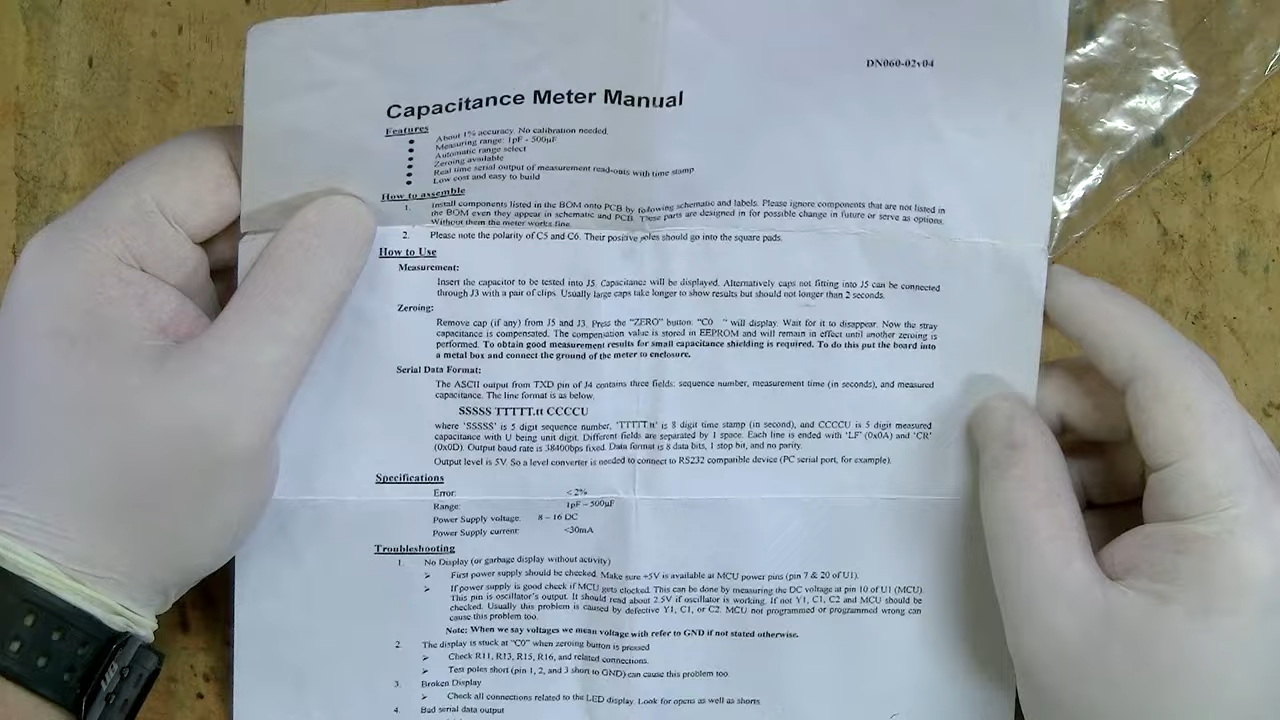 DN060-02v04
Capacitance Meter Manual
Features
About 1% accuracy. No calibration needed.
Measuring range: 1pF - 500µF
Automatic range select
Zeroing available
Real time serial output of measurement read-outs with time stamp
Low cost and easy to build
How to assemble
1. Install components listed in the BOM onto PCB by following schematic and labels. Please ignore components that are not listed in
the BOM even they appear in schematic and PCB. These parts are designed in for possible change in future or serve as options.
Without them the meter works fine.
2. Please note the polarity of C5 and C6. Their positive poles should go into the square pads.
How to Use
Measurement:
Insert the capacitor to be tested into J5. Capacitance will be displayed. Alternatively caps not fitting into J5 can be connected
through J3 with a pair of clips. Usually large caps take longer to show results but should not longer than 2 seconds.
Zeroing:
Remove cap (if any) from J5 and J3. Press the "ZERO" button. "C0 " will display. Wait for it to disappear. Now the stray
capacitance is compensated. The compensation value is stored in EEPROM and will remain in effect until another zeroing is
performed. To obtain good measurement results for small capacitance shielding is required. To do this put the board into
a metal box and connect the ground of the meter to enclosure.
Serial Data Format:
The ASCII output from TXD pin of J4 contains three fields: sequence number, measurement time (in seconds), and measured
capacitance. The line format is as below.
SSSSS TTTTT.tt CCCCU
where 'SSSSS' is 5 digit sequence number, 'TTTTT.tt' is 8 digit time stamp (in second), and CCCCU is 5 digit measured
capacitance with U being unit digit. Different fields are separated by 1 space. Each line is ended with 'LF' (0x0A) and 'CR'
(0x0D). Output baud rate is 38400bps fixed. Data format is 8 data bits, 1 stop bit, and no parity.
Output level is 5V. So a level converter is needed to connect to RS232 compatible device (PC serial port, for example).
Specifications
Error: < 2%
Range: 1pF – 500µF
Power Supply voltage: 8 – 16 DC
Power Supply current: <30mA
Troubleshooting
1. No Display (or garbage display without activity)
➢ First power supply should be checked. Make sure +5V is available at MCU power pins (pin 7 & 20 of U1).
➢ If power supply is good check if MCU gets clocked. This can be done by measuring the DC voltage at pin 10 of U1 (MCU).
This pin is oscillator's output. It should read about 2.5V if oscillator is working. If not Y1, C1, C2 and MCU should be
checked. Usually this problem is caused by defective Y1, C1, or C2. MCU not programmed or programmed wrong can
cause this problem too.
Note: When we say voltages we mean voltage with refer to GND if not stated otherwise.
2. The display is stuck at "C0" when zeroing button is pressed
➢ Check R11, R13, R15, R16, and related connections.
➢ Test poles short (pin 1, 2, and 3 short to GND) can cause this problem too.
3. Broken Display
➢ Check all connections related to the LED display. Look for opens as well as shorts
4. Bad serial data output